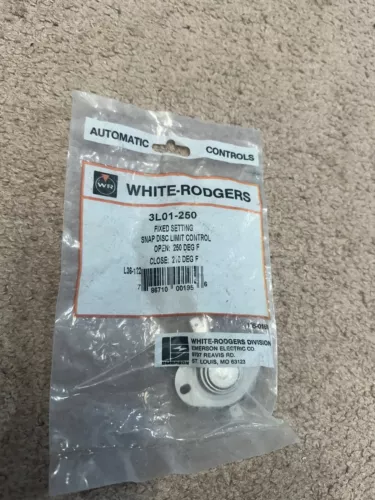 AUTOMATIC CONTROLS
WR WHITE-RODGERS
3L01-250
FIXED SETTING
SNAP DISC LIMIT CONTROL
OPEN: 250 DEG F
CLOSE: 210 DEG F
WHITE-RODGERS DIVISION
EMERSON ELECTRIC CO.
9797 REAVIS RD.
ST. LOUIS, MO 63123